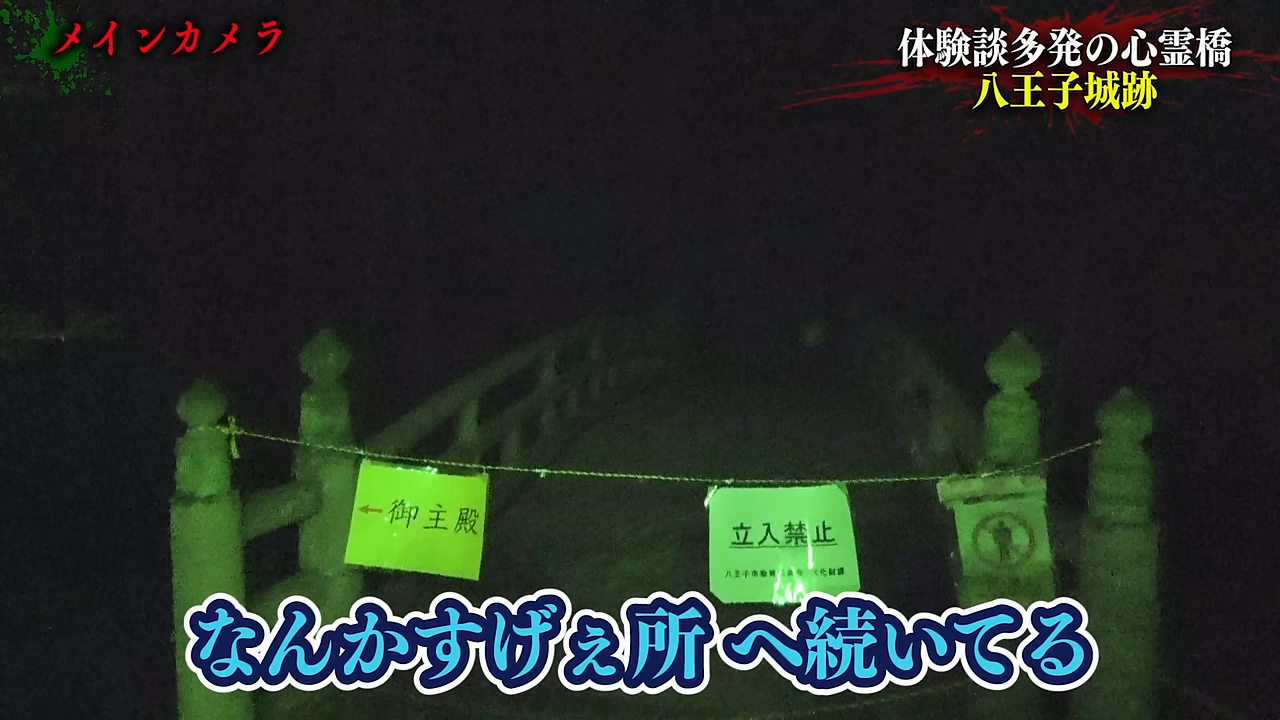 メインカメラ
体験談多発の心霊橋
八王子城跡
←御主殿
立入禁止
なんかすげぇ所 へ続いてる